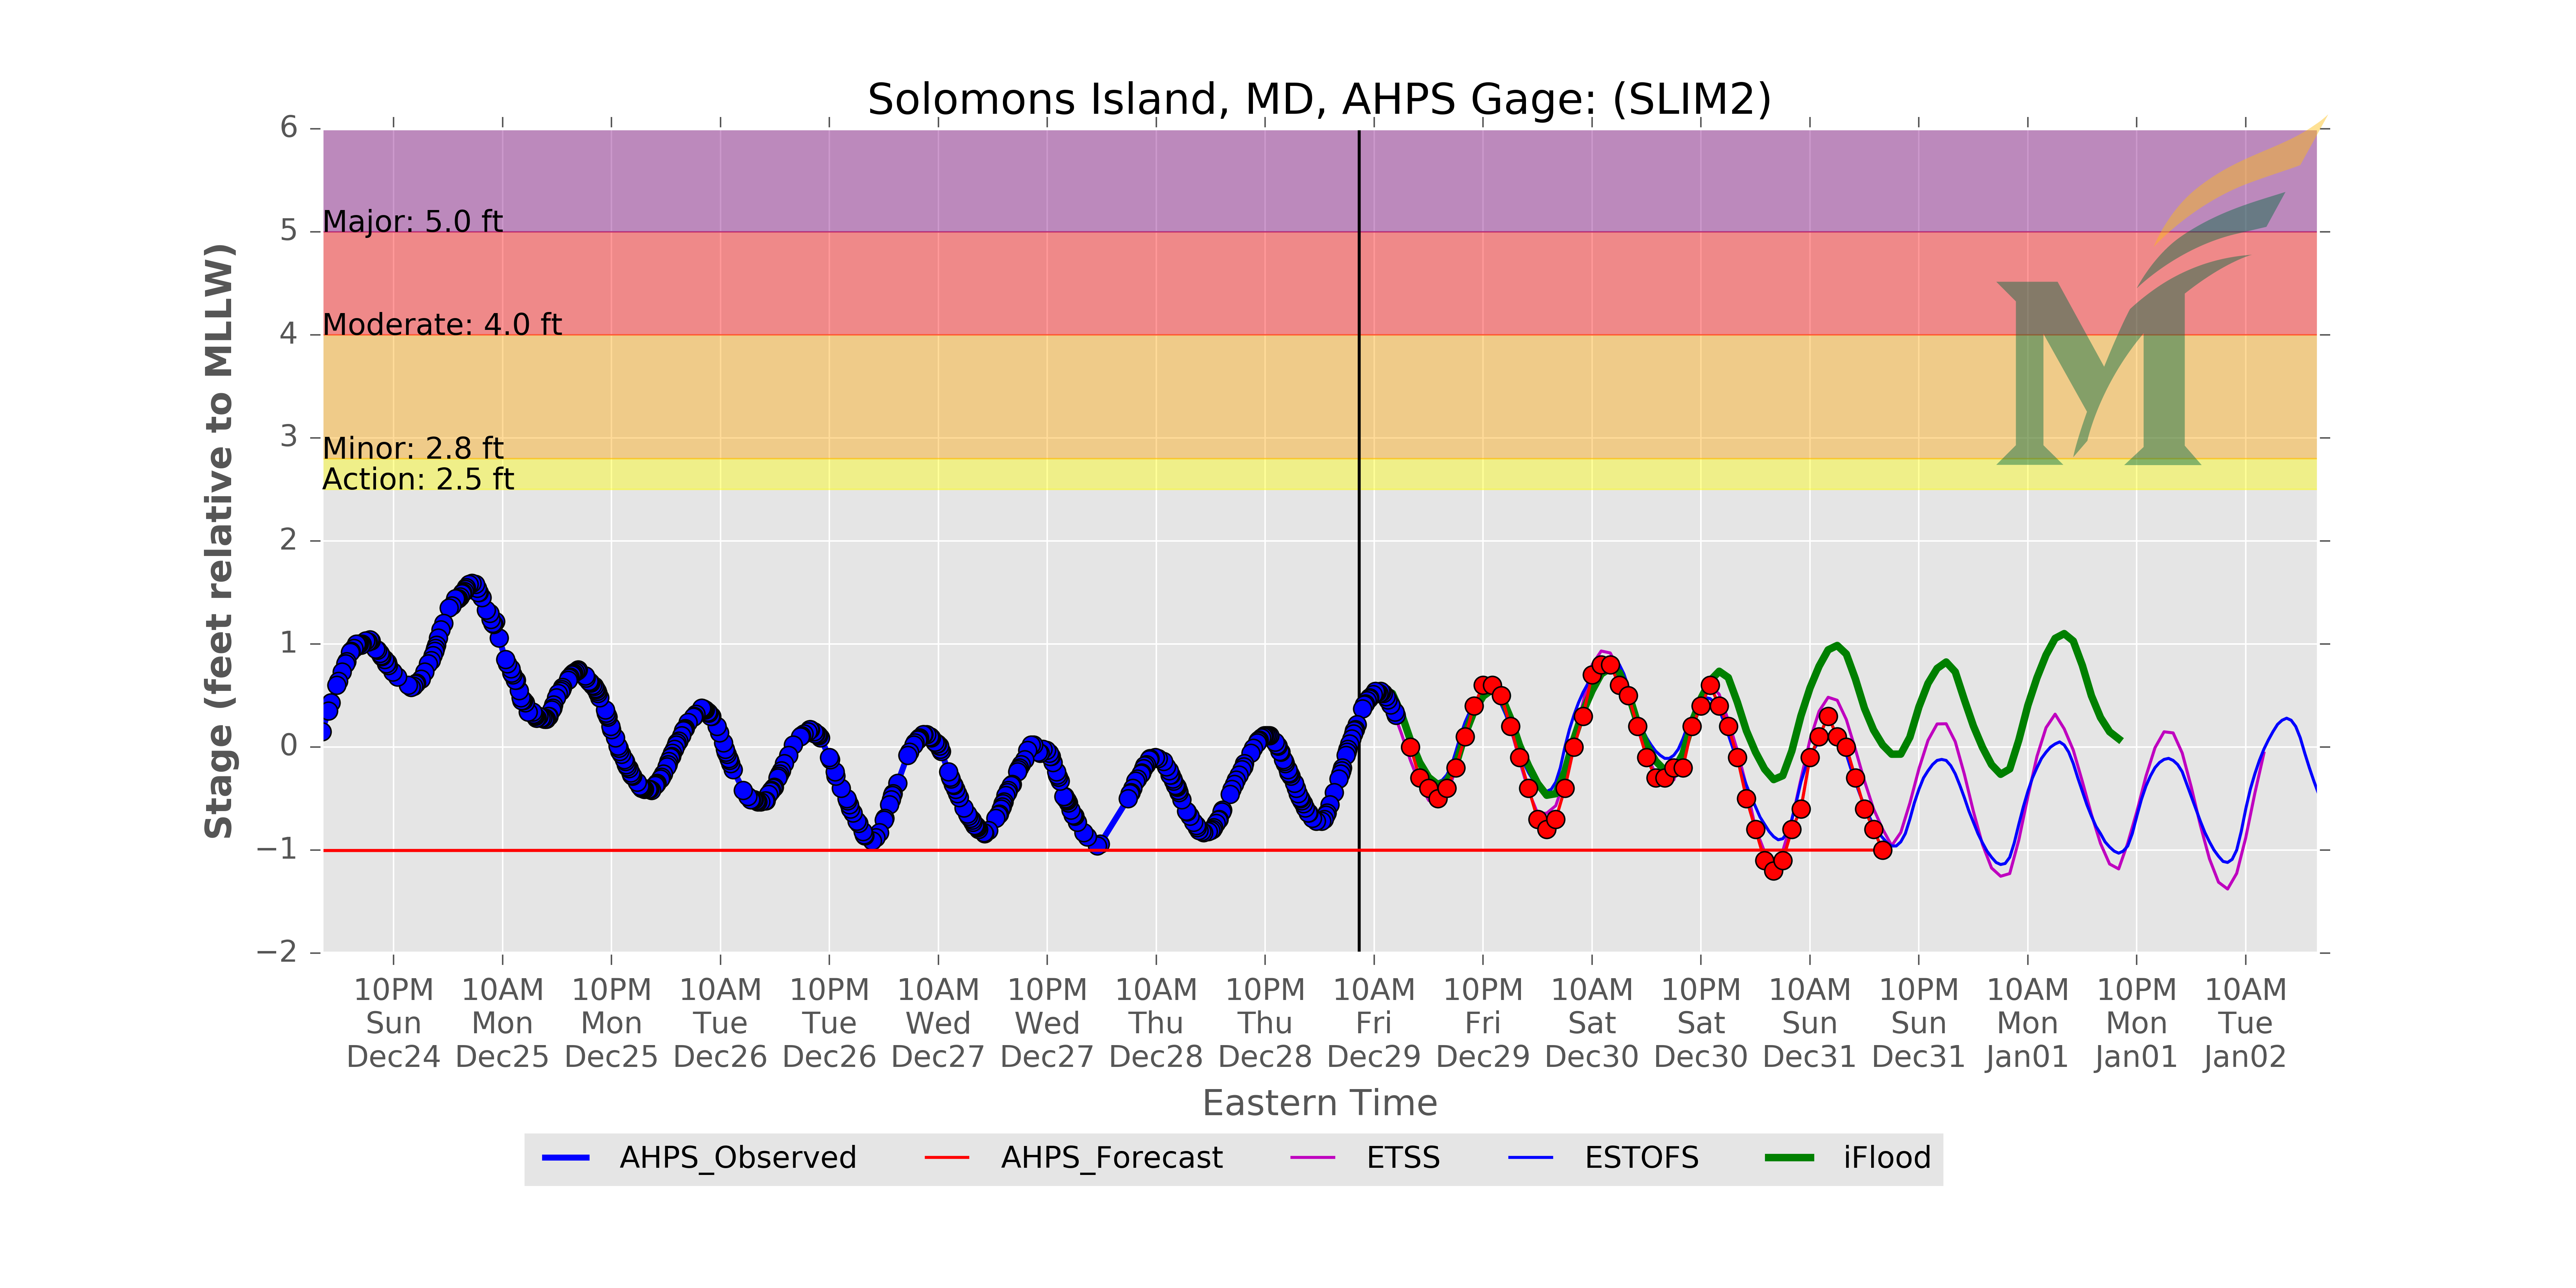 Solomons Island, MD, AHPS Gage: (SLIM2)
Stage (feet relative to MLLW)
6
5
4
3
2
1
0
−1
−2
Major: 5.0 ft
Moderate: 4.0 ft
Minor: 2.8 ft
Action: 2.5 ft
M
10PM 10AM 10PM 10AM 10PM 10AM 10PM 10AM 10PM 10AM 10PM 10AM 10PM 10AM 10PM 10AM 10PM 10AM
Sun Mon Mon Tue Tue Wed Wed Thu Thu Fri Fri Sat Sat Sun Sun Mon Mon Tue
Dec24 Dec25 Dec25 Dec26 Dec26 Dec27 Dec27 Dec28 Dec28 Dec29 Dec29 Dec30 Dec30 Dec31 Dec31 Jan01 Jan01 Jan02
Eastern Time
AHPS_Observed AHPS_Forecast ETSS ESTOFS iFlood